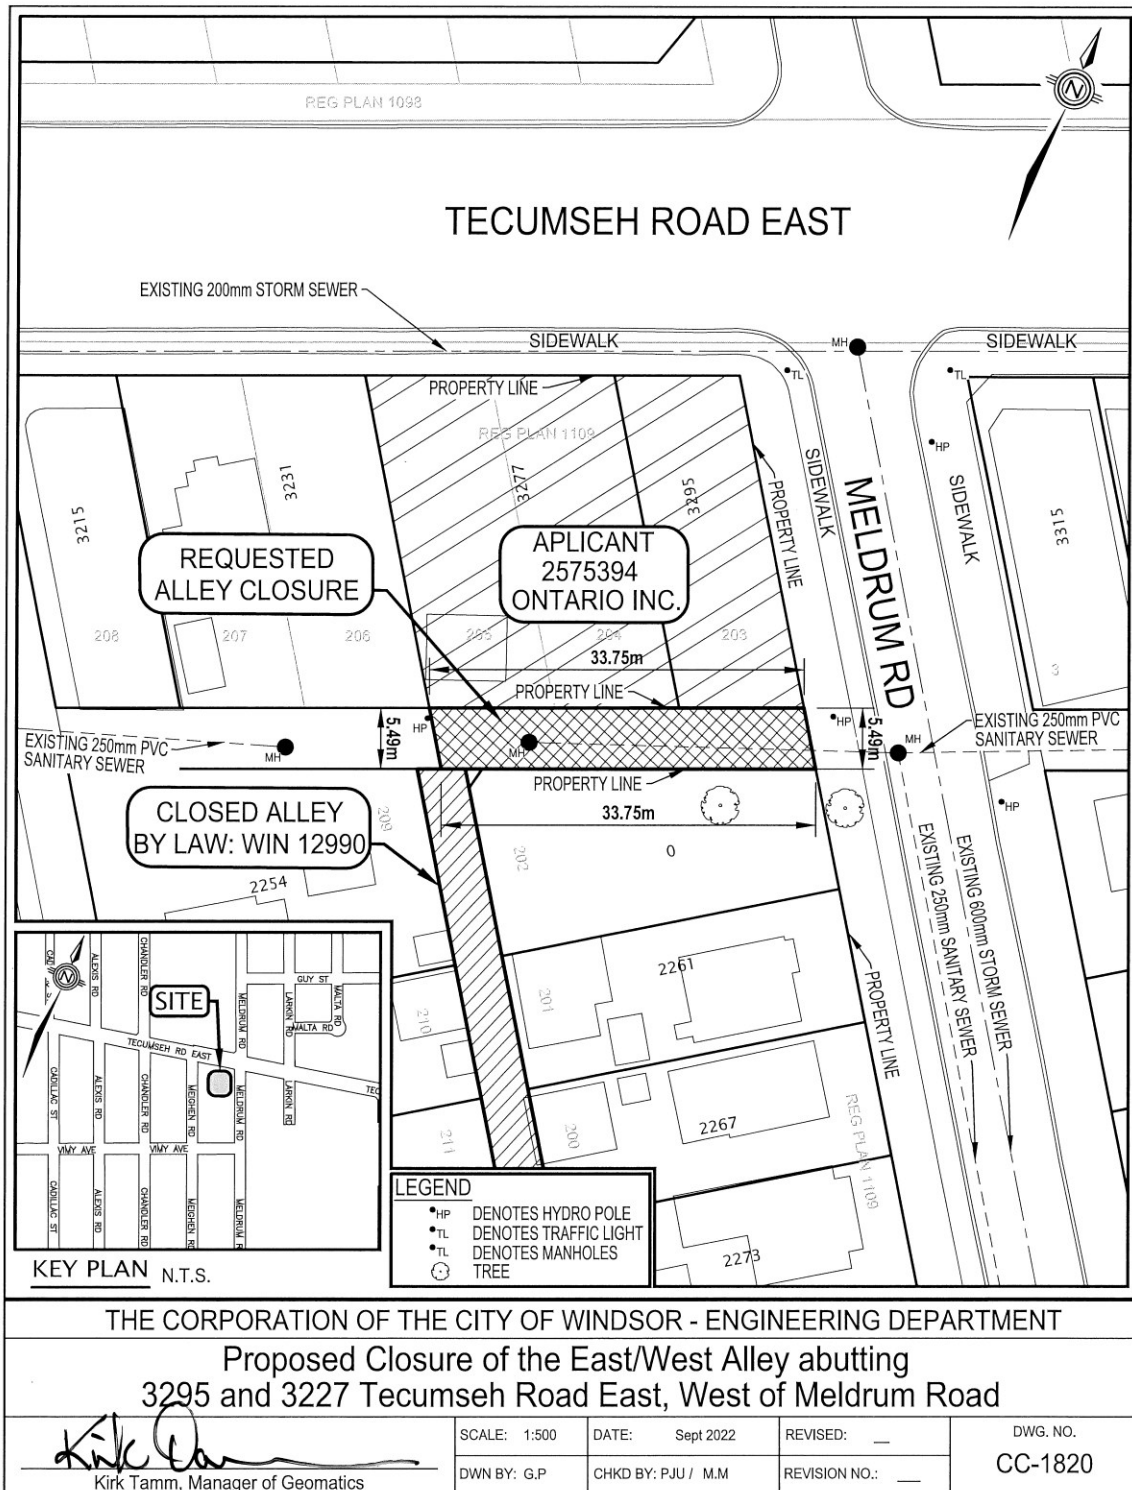 REG PLAN 1098
N
TECUMSEH ROAD EAST
EXISTING 200mm STORM SEWER
SIDEWALK
MH
SIDEWALK
TL
TL
PROPERTY LINE
REG PLAN 1109
HP
3215
3231
3277
3295
PROPERTY LINE
SIDEWALK
MELDRUM RD
SIDEWALK
3315
REQUESTED
ALLEY CLOSURE
APLICANT
2575394
ONTARIO INC.
208
207
206
205
204
203
3
33.75m
PROPERTY LINE
HP
5.49m
HP
5.49m
EXISTING 250mm PVC
SANITARY SEWER
EXISTING 250mm PVC
SANITARY SEWER
MH
MH
MH
PROPERTY LINE
33.75m
HP
CLOSED ALLEY
BY LAW: WIN 12990
209
202
0
2254
EXISTING 250mm SANITARY SEWER
EXISTING 600mm STORM SEWER
2261
201
210
PROPERTY LINE
2267
200
211
REG PLAN 1109
2273
N
CAD
ALEXIS RD
CHANDLER RD
SITE
MELDRUM RD
GUY ST
LARKIN RD
MALTA RD
MALTA RD
TECUMSEH RD EAST
TEC
CADILLAC ST
ALEXIS RD
CHANDLER RD
MEIGHEN RD
MELDRUM RD
LARKIN RD
VIMY AVE
VIMY AVE
CADILLAC ST
ALEXIS RD
CHANDLER RD
MEIGHEN RD
MELDRUM RD
KEY PLAN N.T.S.
LEGEND
HP DENOTES HYDRO POLE
TL DENOTES TRAFFIC LIGHT
TL DENOTES MANHOLES
TREE
THE CORPORATION OF THE CITY OF WINDSOR - ENGINEERING DEPARTMENT
Proposed Closure of the East/West Alley abutting
3295 and 3227 Tecumseh Road East, West of Meldrum Road
Kirk Tamm, Manager of Geomatics
SCALE: 1:500
DATE: Sept 2022
REVISED: __
DWG. NO.
CC-1820
DWN BY: G.P
CHKD BY: PJU / M.M
REVISION NO.: __